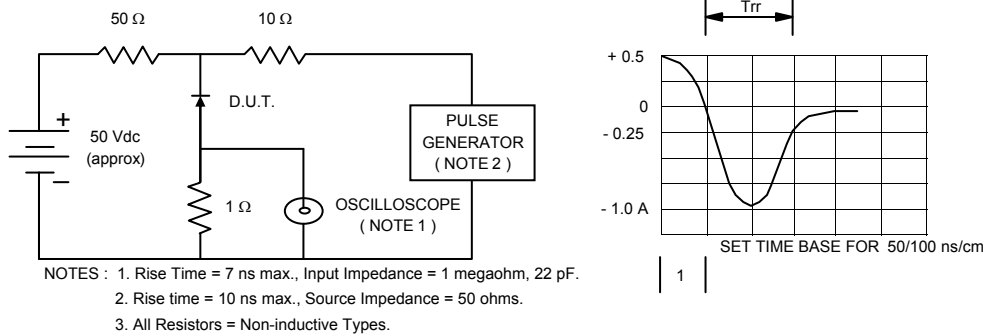 50 Ω
10 Ω
D.U.T.
+
50 Vdc
(approx)
−
1 Ω
PULSE
GENERATOR
( NOTE 2 )
OSCILLOSCOPE
( NOTE 1 )
NOTES : 1. Rise Time = 7 ns max., Input Impedance = 1 megaohm, 22 pF.
2. Rise time = 10 ns max., Source Impedance = 50 ohms.
3. All Resistors = Non-inductive Types.
Trr
+ 0.5
0
- 0.25
- 1.0 A
SET TIME BASE FOR 50/100 ns/cm
1